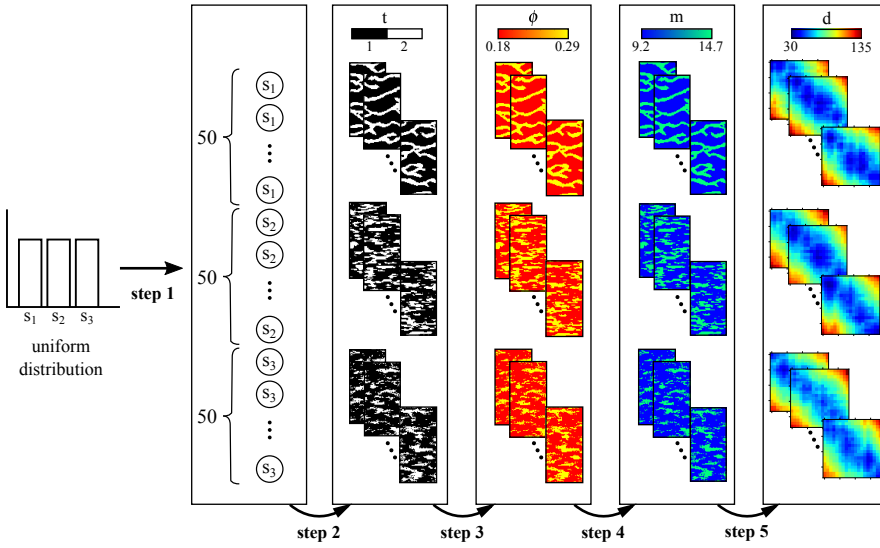 t
1 2
ϕ
0.18 0.29
m
9.2 14.7
d
30 135
50
s1
s1
s1
50
s2
s2
s2
50
s3
s3
s3
s1 s2 s3
uniform
distribution
step 1
step 2
step 3
step 4
step 5